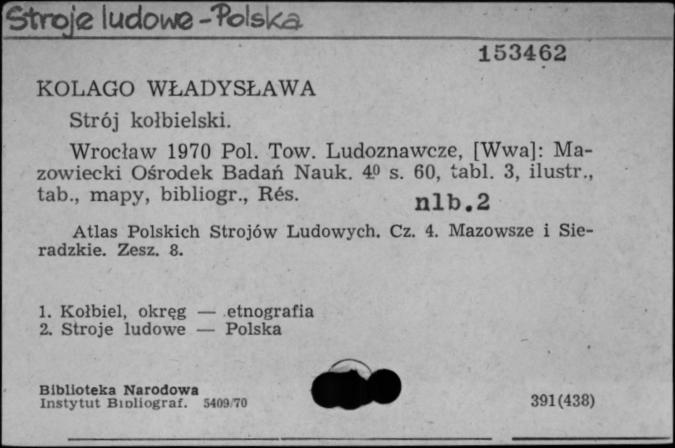 Stroje ludowe - Polska
153462
KOLAGO WŁADYSŁAWA
Strój kołbielski.
Wrocław 1970 Pol. Tow. Ludoznawcze, [Wwa]: Ma-
zowiecki Ośrodek Badań Nauk. 4º s. 60, tabl. 3, ilustr.,
tab., mapy, bibliogr., Rés.
nlb.2
Atlas Polskich Strojów Ludowych. Cz. 4. Mazowsze i Sie-
radzkie. Zesz. 8.
1. Kołbiel, okręg — etnografia
2. Stroje ludowe — Polska
Biblioteka Narodowa
Instytut Bibliograf. 5409/70
391(438)